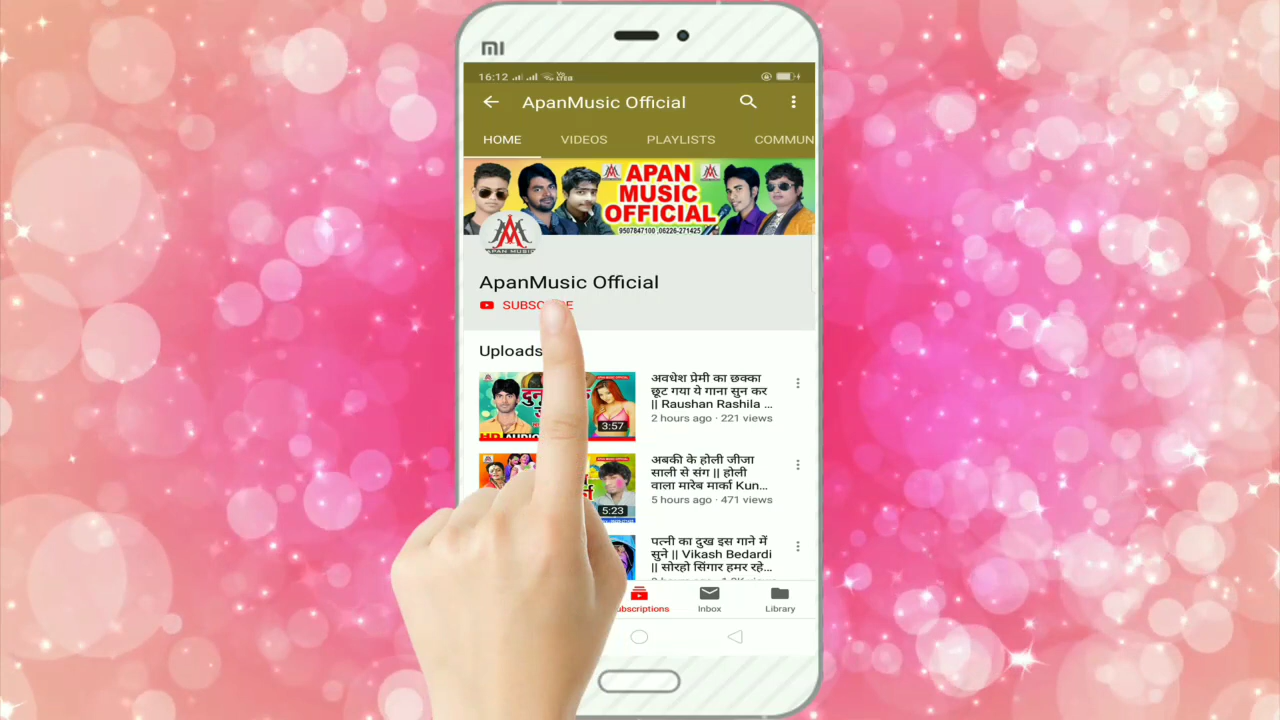 mi
16:12
ApanMusic Official
HOME VIDEOS PLAYLISTS COMMUN
APAN
MUSIC
OFFICIAL
9507847100 ,06226-271425
APAN MUSIC
ApanMusic Official
SUBSCRIBE
Uploads
अवधेश प्रेमी का छक्का
छूट गया ये गाना सुन कर
|| Raushan Rashila ...
2 hours ago · 221 views
3:57
अबकी के होली जीजा
साली से संग || होली
वाला मारेब मार्का Kun...
5 hours ago · 471 views
5:23
पत्नी का दुख इस गाने में
सुने || Vikash Bedardi
|| सोरहो सिंगार हमर रहे...
ubscriptions Inbox Library